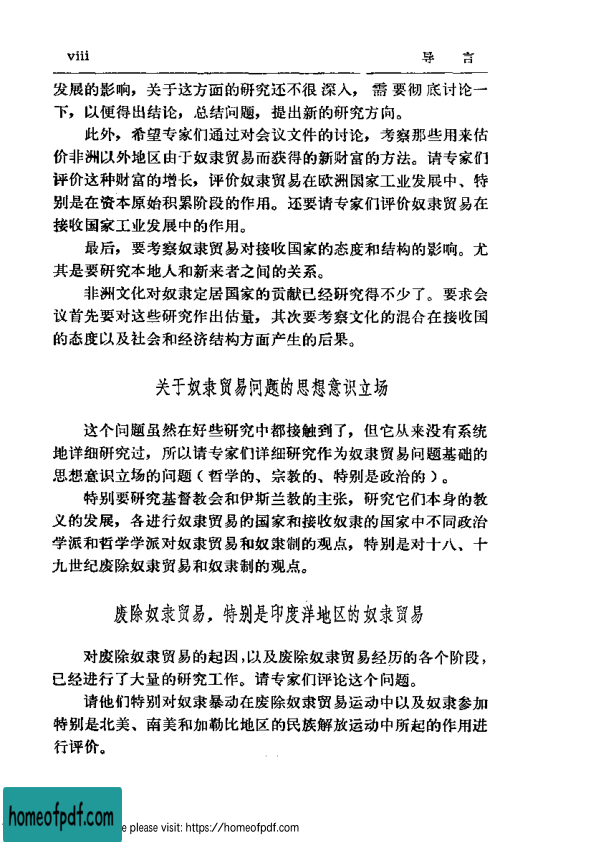 viii 导 言
发展的影响，关于这方面的研究还不很深入，需要彻底讨论一
下，以便得出结论，总结问题，提出新的研究方向。
此外，希望专家们通过对会议文件的讨论，考察那些用来估
价非洲以外地区由于奴隶贸易而获得的新财富的方法。请专家们
评价这种财富的增长，评价奴隶贸易在欧洲国家工业发展中、特
别是在资本原始积累阶段的作用。还要请专家们评价奴隶贸易在
接收国家工业发展中的作用。
最后，要考察奴隶贸易对接收国家的态度和结构的影响。尤
其是要研究本地人和新来者之间的关系。
非洲文化对奴隶定居国家的贡献已经研究得不少了。要求会
议首先要对这些研究作出估量，其次要考察文化的混合在接收国
的态度以及社会和经济结构方面产生的后果。
关于奴隶贸易问题的思想意识立场
这个问题虽然在好些研究中都接触到了，但它从来没有系统
地详细研究过，所以请专家们详细研究作为奴隶贸易问题基础的
思想意识立场的问题（哲学的、宗教的、特别是政治的）。
特别要研究基督教会和伊斯兰教的主张，研究它们本身的教
义的发展，各进行奴隶贸易的国家和接收奴隶的国家中不同政治
学派和哲学学派对奴隶贸易和奴隶制的观点，特别是对十八、十
九世纪废除奴隶贸易和奴隶制的观点。
废除奴隶贸易，特别是印度洋地区的奴隶贸易
对废除奴隶贸易的起因，以及废除奴隶贸易经历的各个阶段，
已经进行了大量的研究工作。请专家们评论这个问题。
请他们特别对奴隶暴动在废除奴隶贸易运动中以及奴隶参加
特别是北美、南美和加勒比地区的民族解放运动中所起的作用进
行评价。
homeofpdf.com
e please visit: https://homeofpdf.com